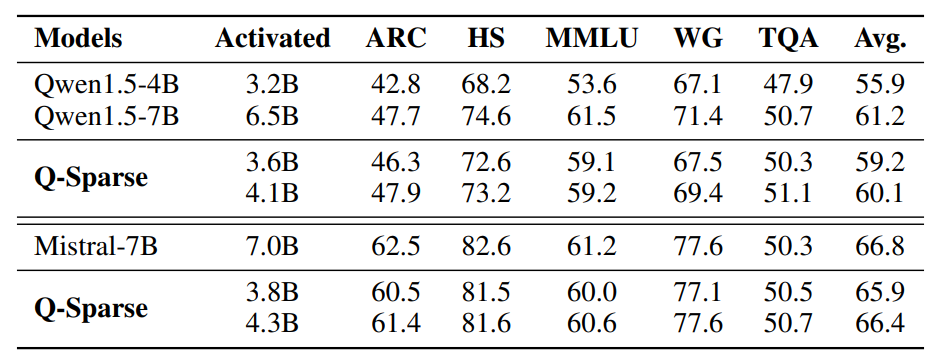 Models Activated ARC HS MMLU WG TQA Avg.
Qwen1.5-4B 3.2B 42.8 68.2 53.6 67.1 47.9 55.9
Qwen1.5-7B 6.5B 47.7 74.6 61.5 71.4 50.7 61.2
Q-Sparse 3.6B 46.3 72.6 59.1 67.5 50.3 59.2
4.1B 47.9 73.2 59.2 69.4 51.1 60.1
Mistral-7B 7.0B 62.5 82.6 61.2 77.6 50.3 66.8
Q-Sparse 3.8B 60.5 81.5 60.0 77.1 50.5 65.9
4.3B 61.4 81.6 60.6 77.6 50.7 66.4